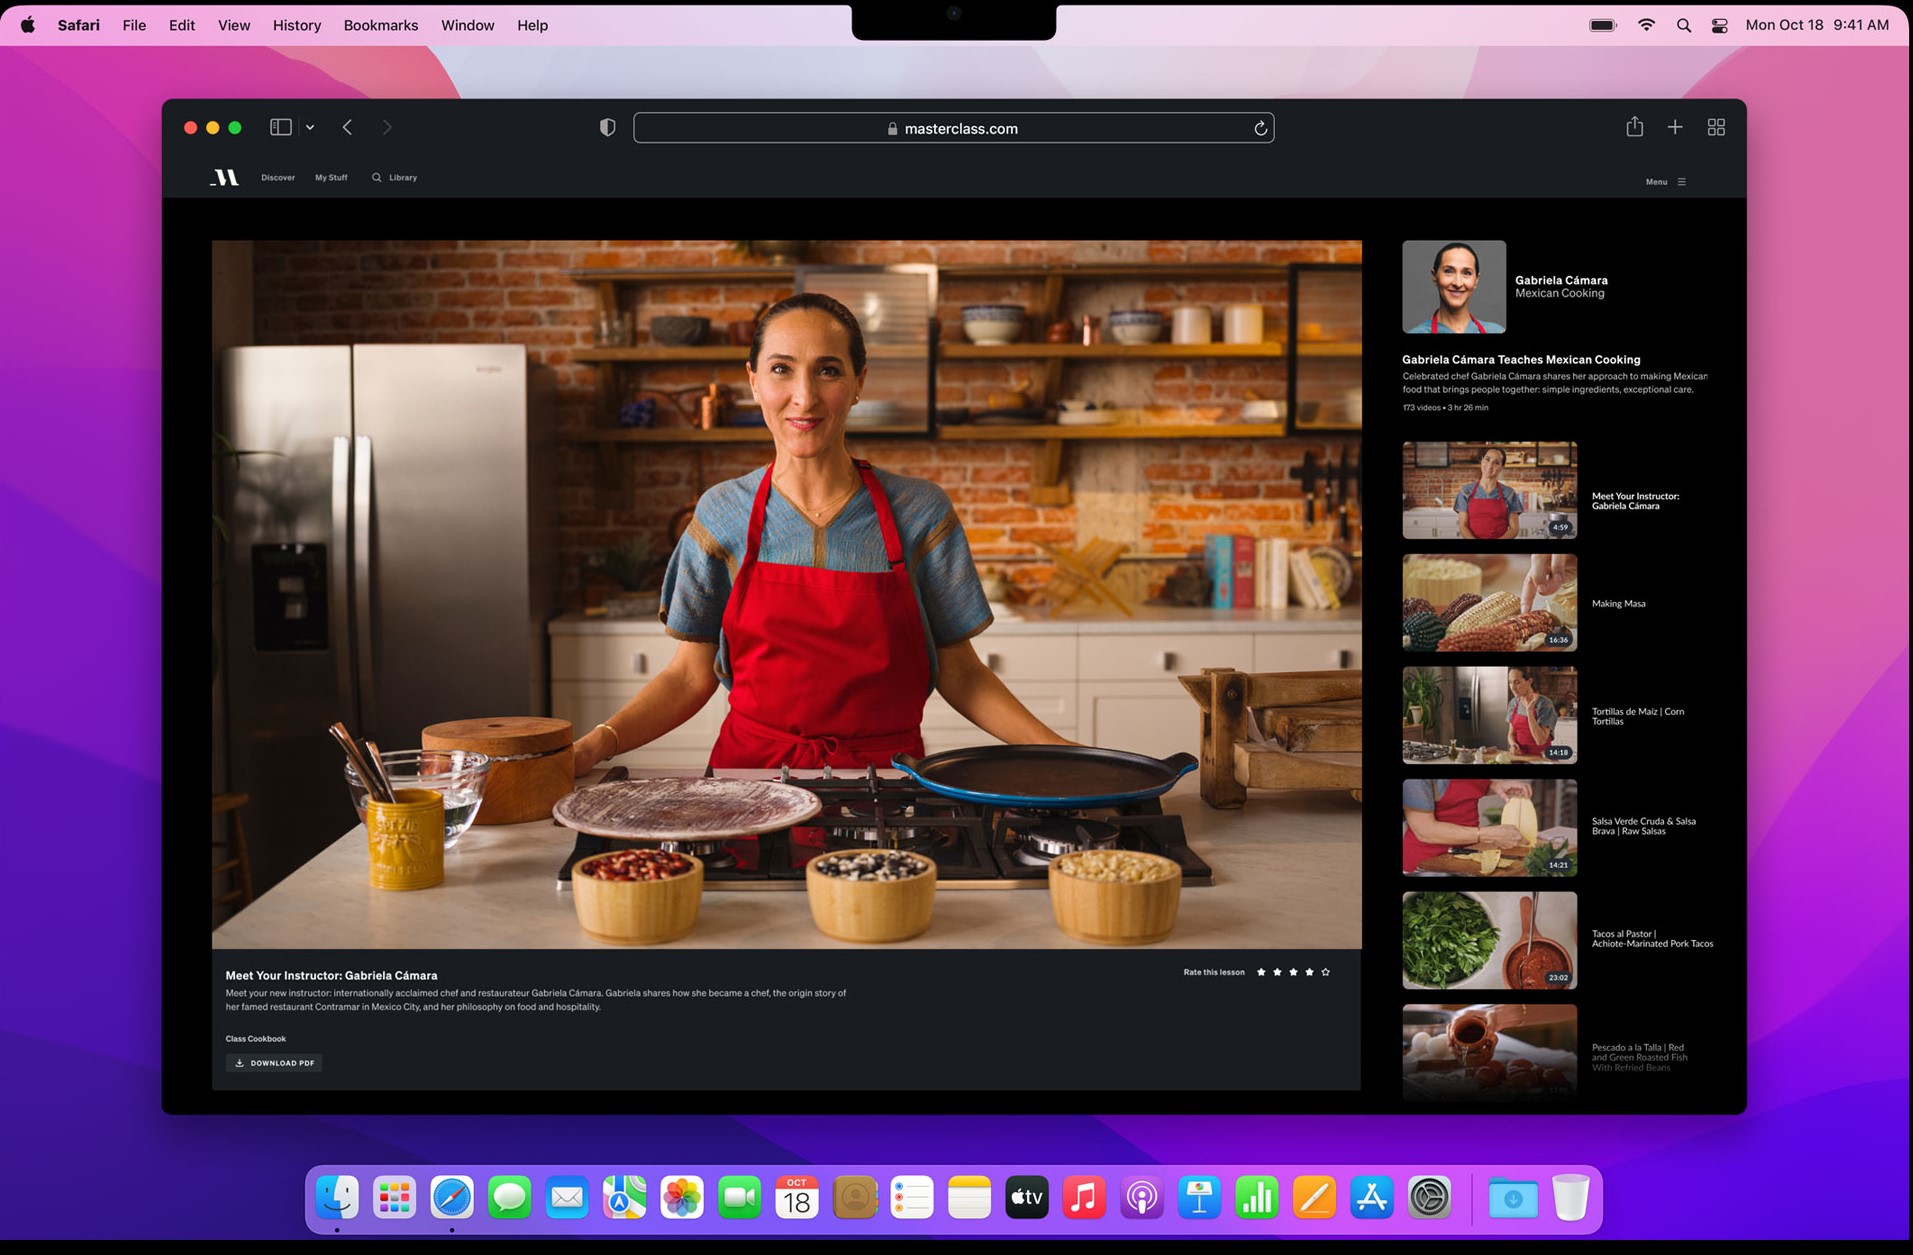 Safari File Edit View History Bookmarks Window Help
Mon Oct 18 9:41 AM
masterclass.com
Discover My Stuff Library
Menu
Gabriela Cámara
Mexican Cooking
Gabriela Cámara Teaches Mexican Cooking
Celebrated chef Gabriela Cámara shares her approach to making Mexican
food that brings people together: simple ingredients, exceptional care.
173 videos • 3 hr 26 min
4:59
Meet Your Instructor:
Gabriela Cámara
16:36
Making Masa
14:18
Tortillas de Maíz | Corn
Tortillas
14:21
Salsa Verde Cruda & Salsa
Brava | Raw Salsas
23:02
Tacos al Pastor |
Achiote-Marinated Pork Tacos
Pescado a la Talla | Red
and Green Roasted Fish
With Refried Beans
Meet Your Instructor: Gabriela Cámara
Rate this lesson
Meet your new instructor: internationally acclaimed chef and restaurateur Gabriela Cámara. Gabriela shares how she became a chef, the origin story of
her famed restaurant Contramar in Mexico City, and her philosophy on food and hospitality.
Class Cookbook
DOWNLOAD PDF
OCT
18
tv